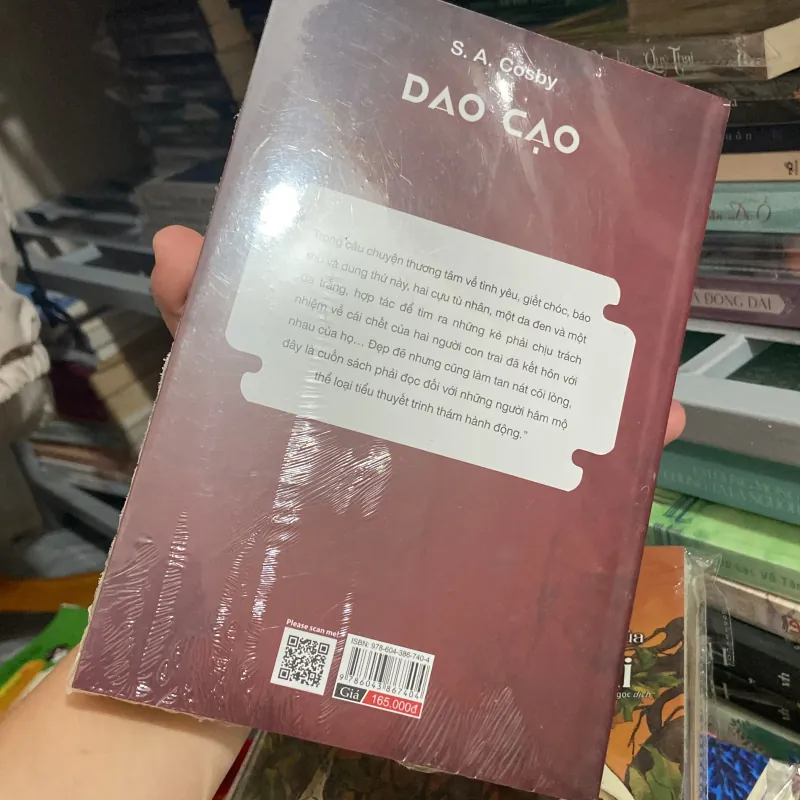 S. A. Cosby
DAO CẠO
"Trong câu chuyện thương tâm về tình yêu, giết chóc, báo
thù và dung thứ này, hai cựu tù nhân, một da đen và một
da trắng, hợp tác để tìm ra những kẻ phải chịu trách
nhiệm về cái chết của hai người con trai đã kết hôn với
nhau của họ... Đẹp đẽ nhưng cũng làm tan nát cõi lòng,
đây là cuốn sách phải đọc đối với những người hâm mộ
thể loại tiểu thuyết trinh thám hành động."
Please scan me!
ISBN: 978-604-386-740-4
9786043867404
Giá 165.000đ